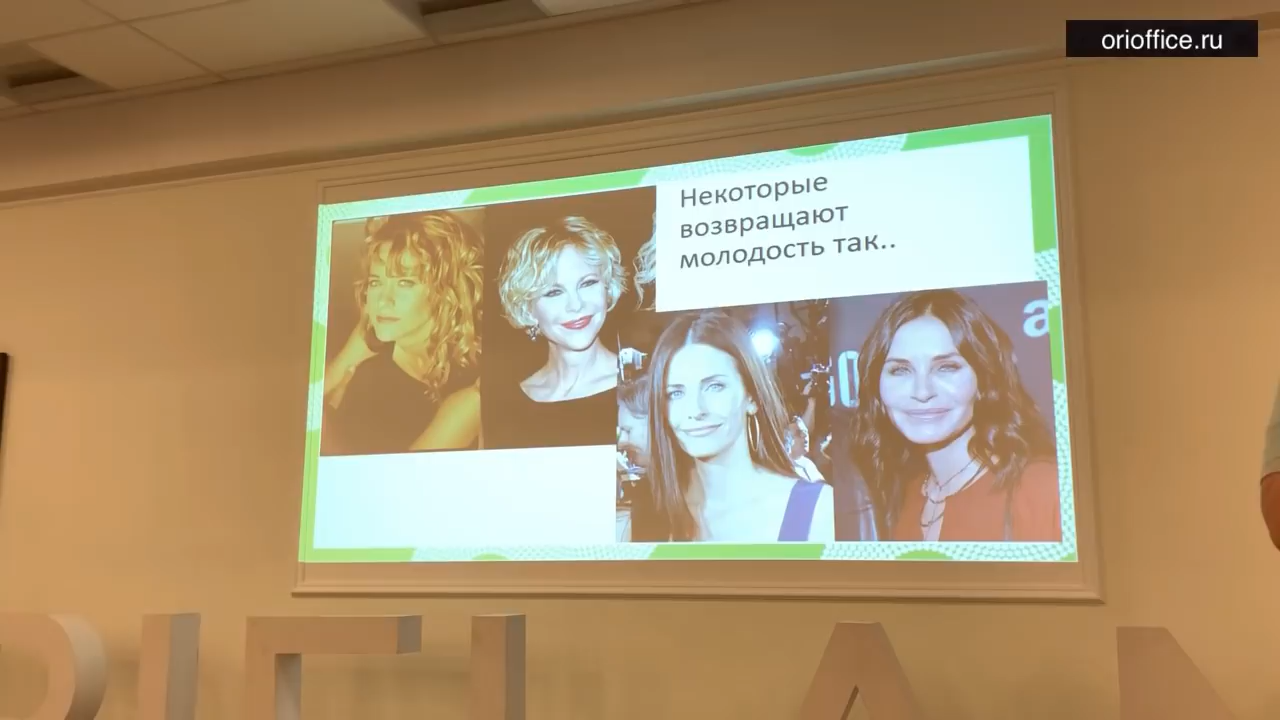 orioffice.ru
Некоторые
возвращают
молодость так..
a